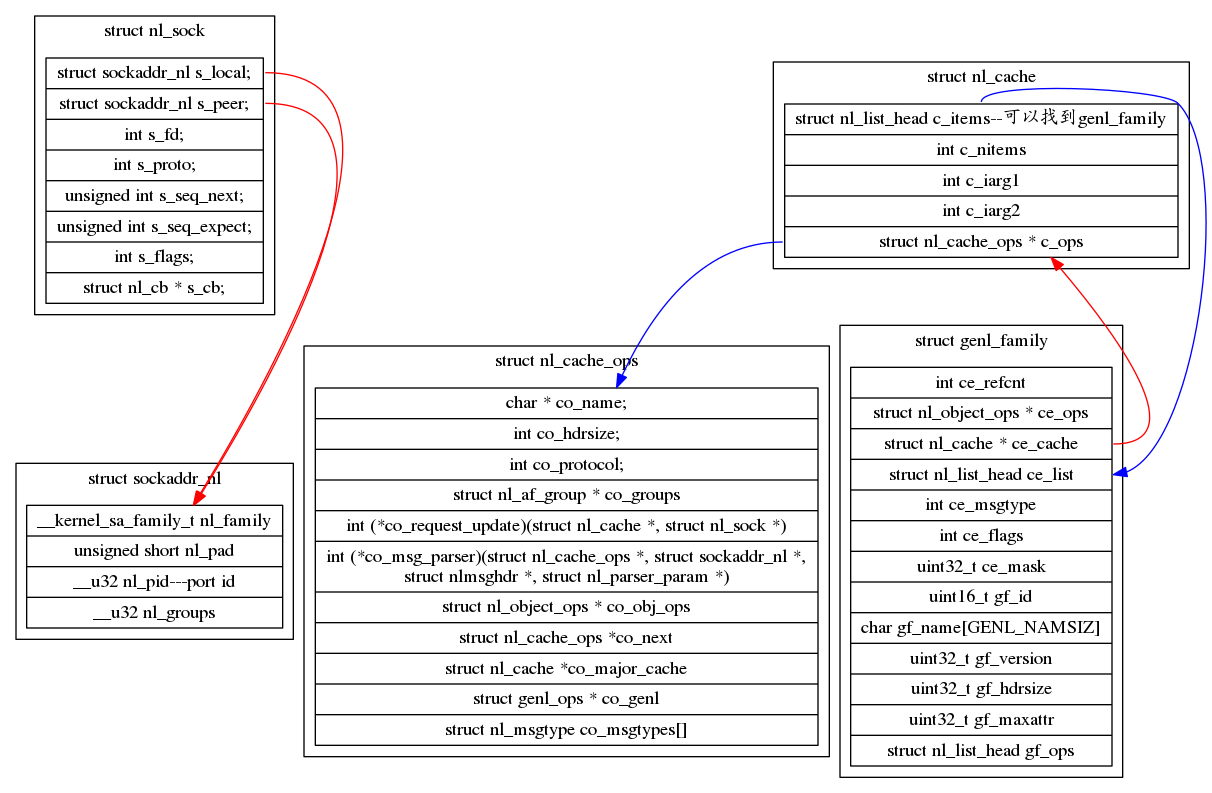 struct nl_sock
struct sockaddr_nl s_local;
struct sockaddr_nl s_peer;
int s_fd;
int s_proto;
unsigned int s_seq_next;
unsigned int s_seq_expect;
int s_flags;
struct nl_cb * s_cb;
struct nl_cache
struct nl_list_head c_items--可以找到genl_family
int c_nitems
int c_iarg1
int c_iarg2
struct nl_cache_ops * c_ops
struct sockaddr_nl
__kernel_sa_family_t nl_family
unsigned short nl_pad
__u32 nl_pid---port id
__u32 nl_groups
struct nl_cache_ops
char * co_name;
int co_hdrsize;
int co_protocol;
struct nl_af_group * co_groups
int (*co_request_update)(struct nl_cache *, struct nl_sock *)
int (*co_msg_parser)(struct nl_cache_ops *, struct sockaddr_nl *,
struct nlmsghdr *, struct nl_parser_param *)
struct nl_object_ops * co_obj_ops
struct nl_cache_ops *co_next
struct nl_cache *co_major_cache
struct genl_ops * co_genl
struct nl_msgtype co_msgtypes[]
struct genl_family
int ce_refcnt
struct nl_object_ops * ce_ops
struct nl_cache * ce_cache
struct nl_list_head ce_list
int ce_msgtype
int ce_flags
uint32_t ce_mask
uint16_t gf_id
char gf_name[GENL_NAMSIZ]
uint32_t gf_version
uint32_t gf_hdrsize
uint32_t gf_maxattr
struct nl_list_head gf_ops